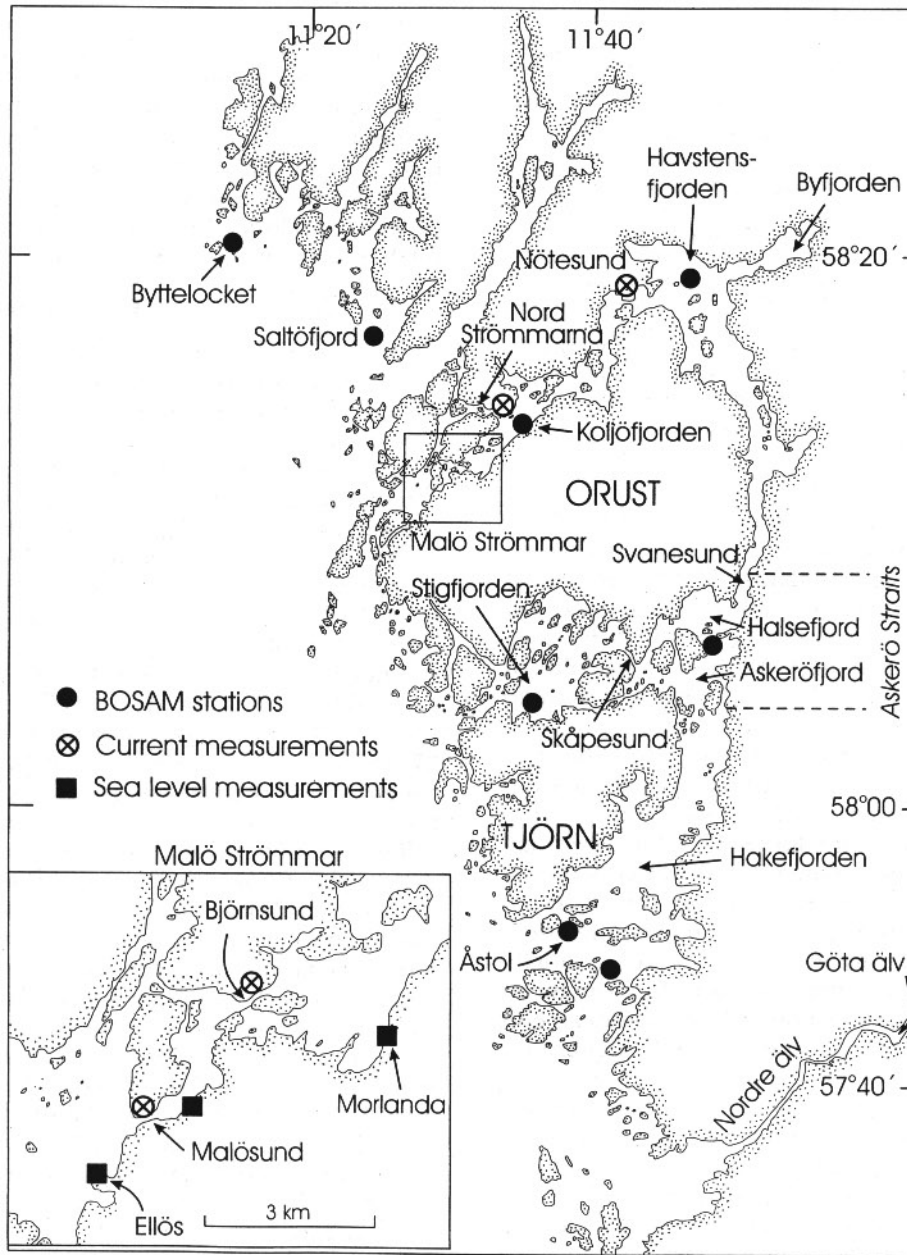 11°20´
11°40´
Havstens-
fjorden
Byfjorden
58°20´
Nötesund
Byttelocket
Nord
Strömmarna
Saltöfjord
Koljöfjorden
ORUST
Malö Strömmar
Svanesund
Stigfjorden
Askerö Straits
Halsefjord
Askeröfjord
BOSAM stations
Skåpesund
Current measurements
Sea level measurements
58°00´
TJÖRN
Hakefjorden
Malö Strömmar
Björnsund
Åstol
Göta älv
Morlanda
57°40´
Nordre älv
Malösund
Ellös
3 km